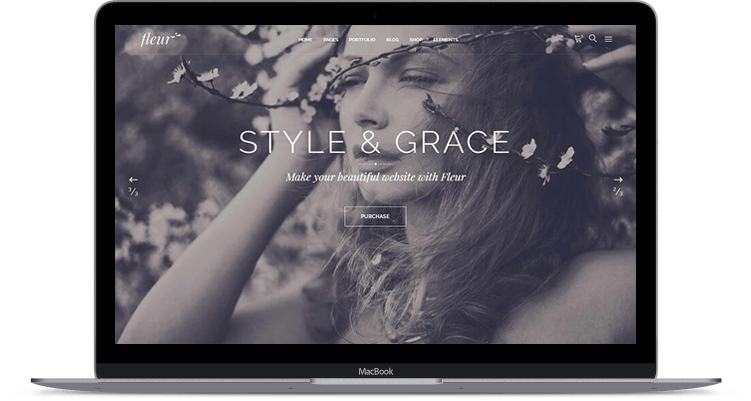 fleur
HOME PAGES PORTFOLIO BLOG SHOP ELEMENTS
STYLE & GRACE
Make your beautiful website with Fleur
3/3
2/3
PURCHASE
MacBook